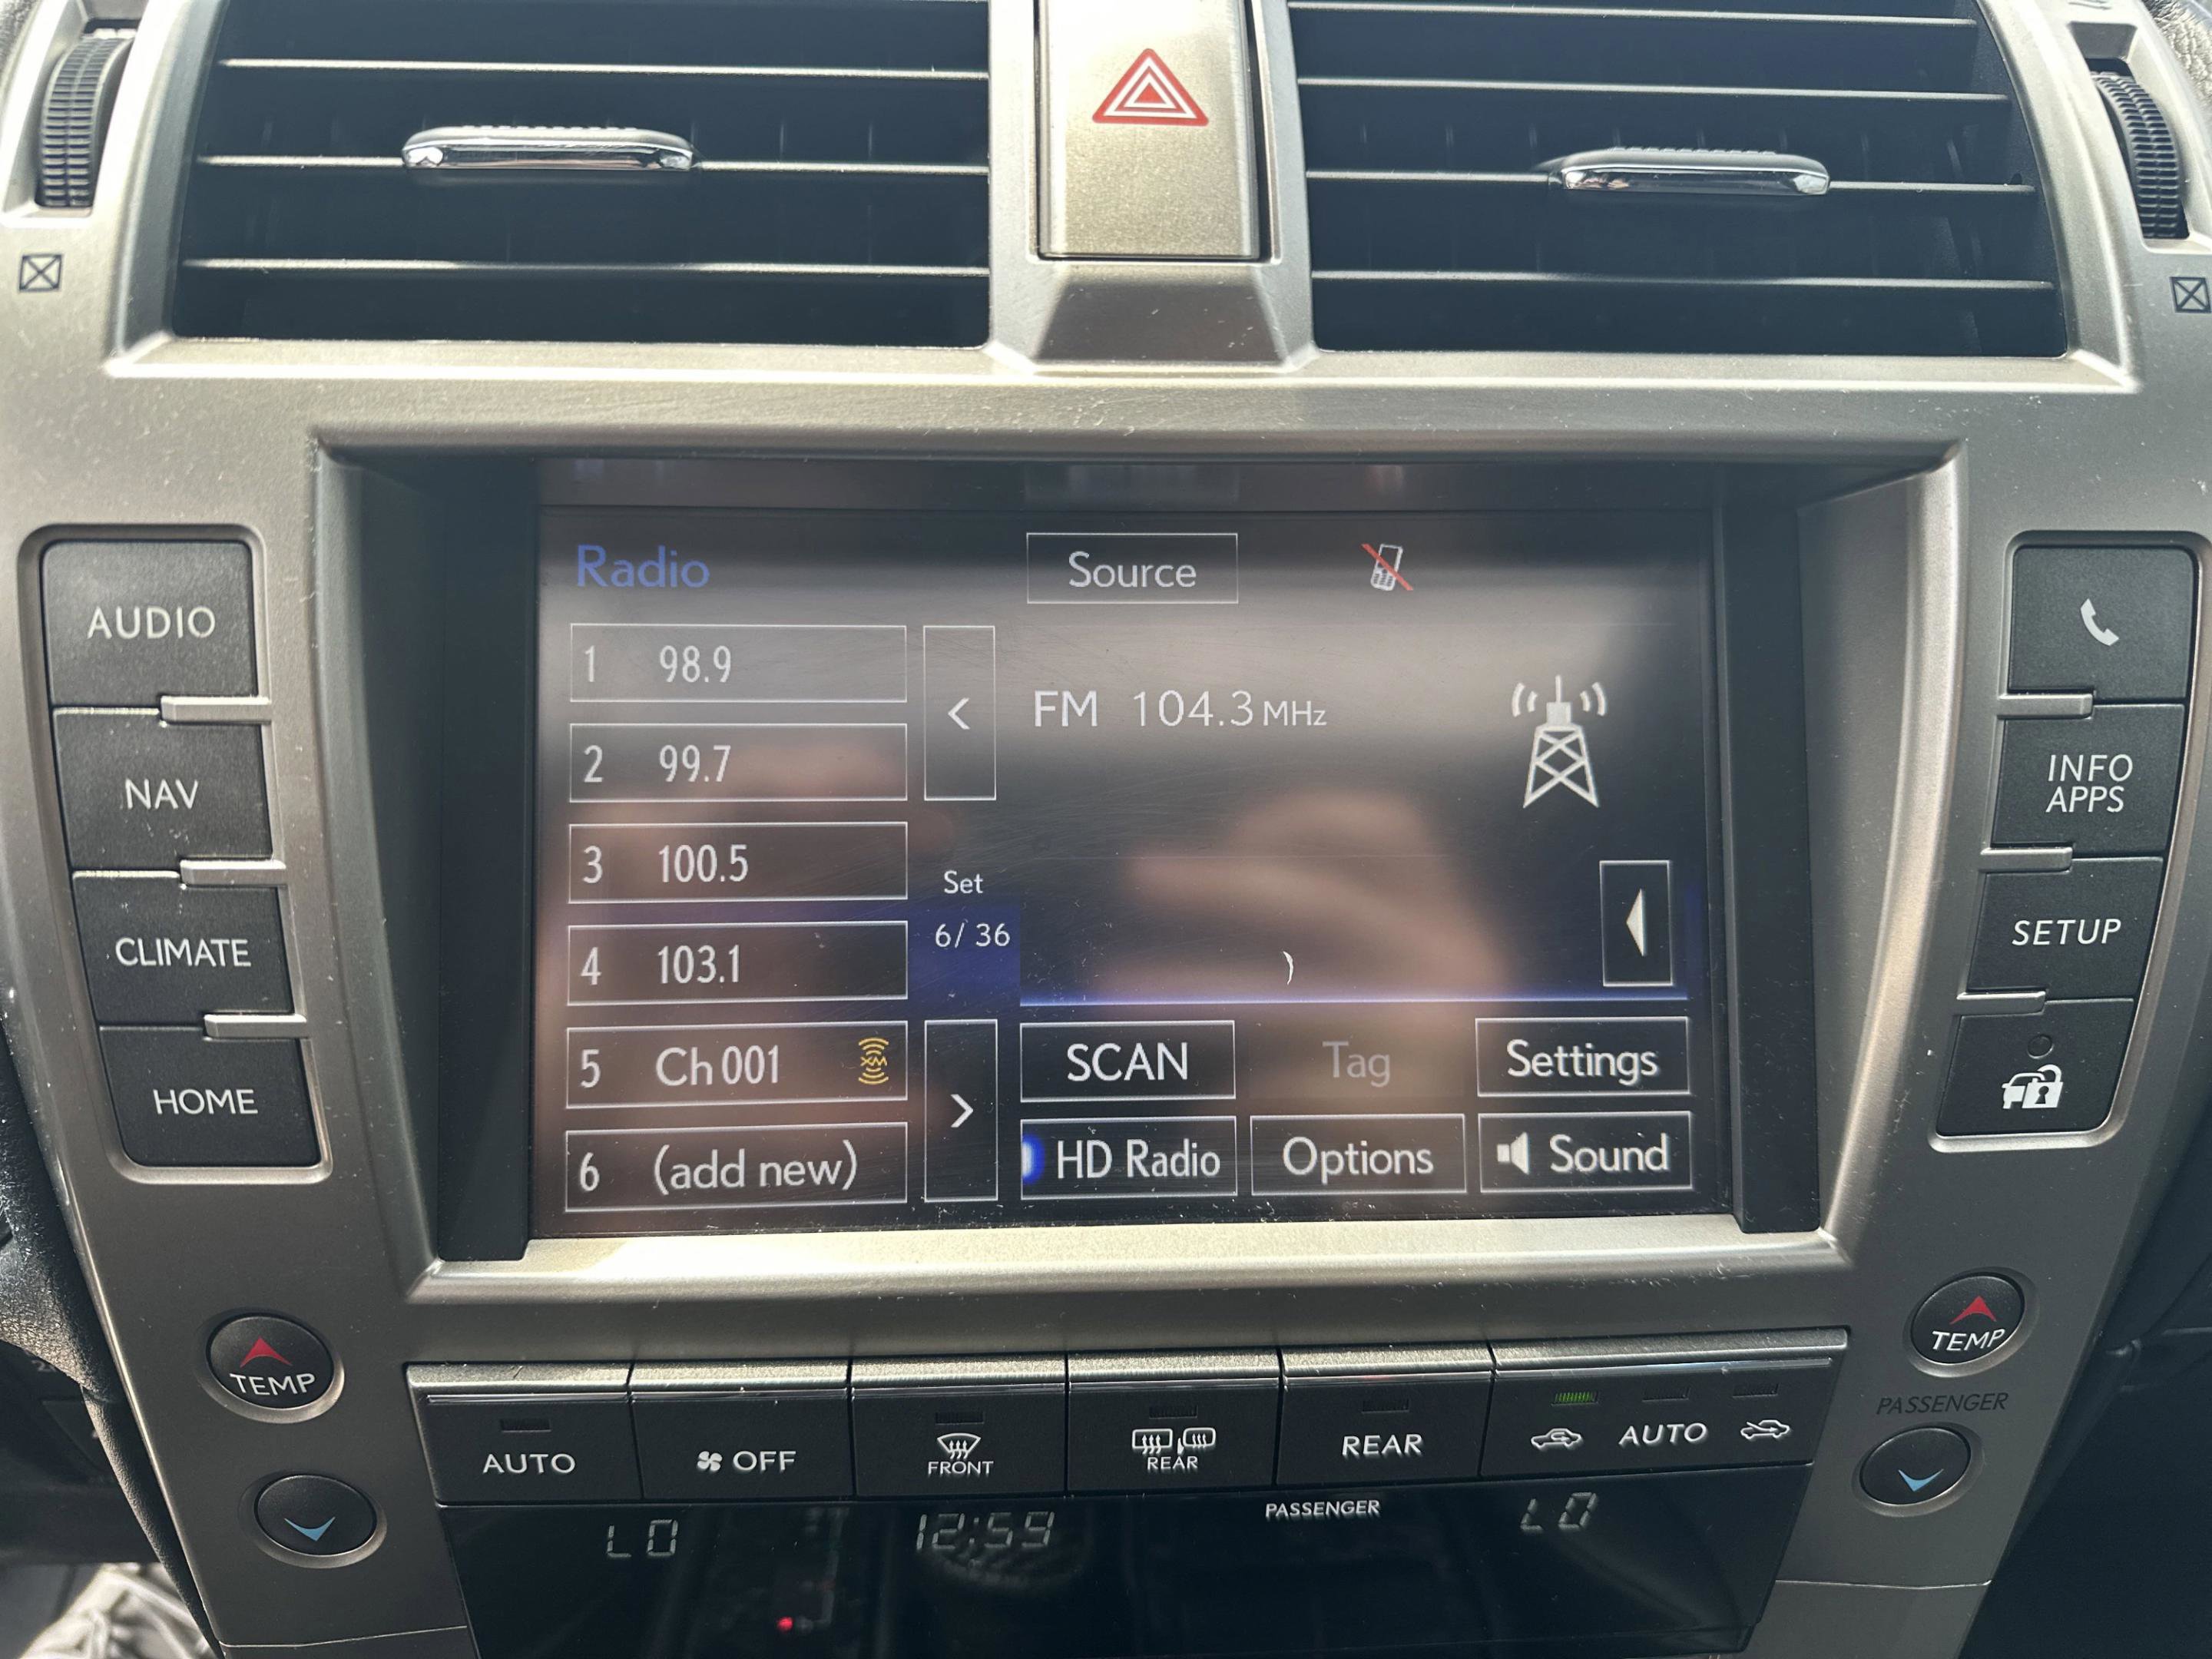 Radio
Source
1 98.9
2 99.7
3 100.5
4 103.1
5 Ch 001 XM
6 (add new)
<
Set
6/ 36
>
FM 104.3 MHz
SCAN
Tag
Settings
HD Radio
Options
Sound
AUDIO
NAV
CLIMATE
HOME
INFO
APPS
SETUP
TEMP
TEMP
PASSENGER
AUTO
OFF
FRONT
REAR
REAR
AUTO
LO
12:59
PASSENGER
LO